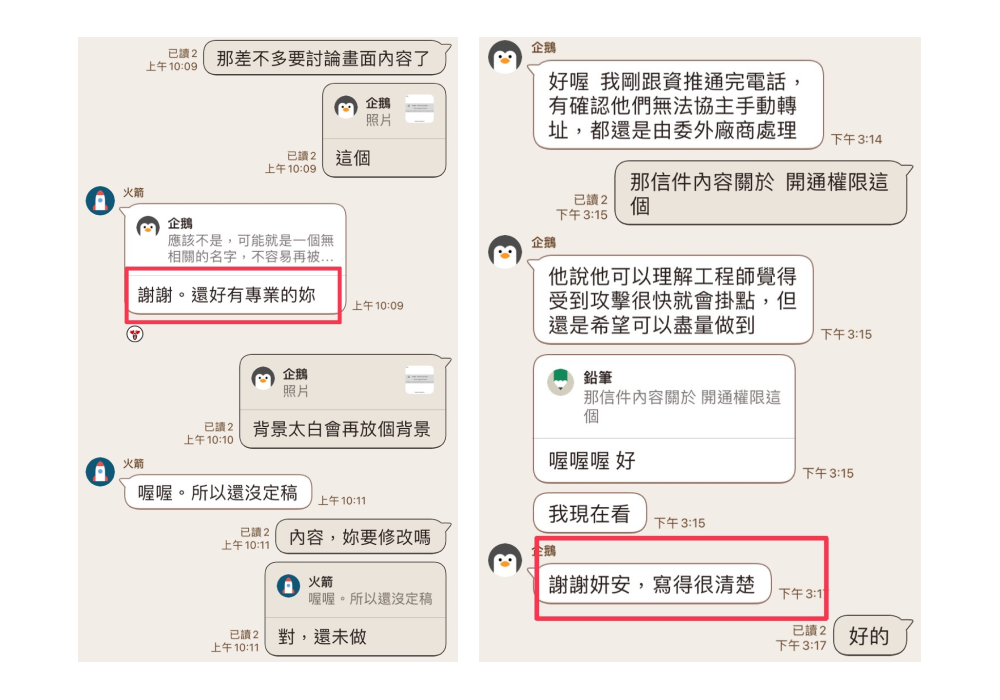 已讀2
上午10:09
那差不多要討論畫面內容了
企鵝
照片
已讀2
上午10:09
這個
火箭
企鵝
應該不是，可能就是一個無
相關的名字，不容易再被...
謝謝。還好有專業的妳
上午10:09
企鵝
照片
已讀2
上午10:10
背景太白會再放個背景
火箭
喔喔。所以還沒定稿
上午10:11
已讀2
上午10:11
內容，妳要修改嗎
火箭
喔喔。所以還沒定稿
已讀2
上午10:11
對，還未做
企鵝
好喔 我剛跟資推通完電話，
有確認他們無法協主手動轉
址，都還是由委外廠商處理
下午3:14
已讀2
下午3:15
那信件內容關於 開通權限這
個
企鵝
他說他可以理解工程師覺得
受到攻擊很快就會掛點，但
還是希望可以盡量做到
下午3:15
鉛筆
那信件內容關於 開通權限這
個
喔喔喔 好
下午3:15
我現在看
下午3:15
企鵝
謝謝妍安，寫得很清楚
下午3:17
已讀2
下午3:17
好的